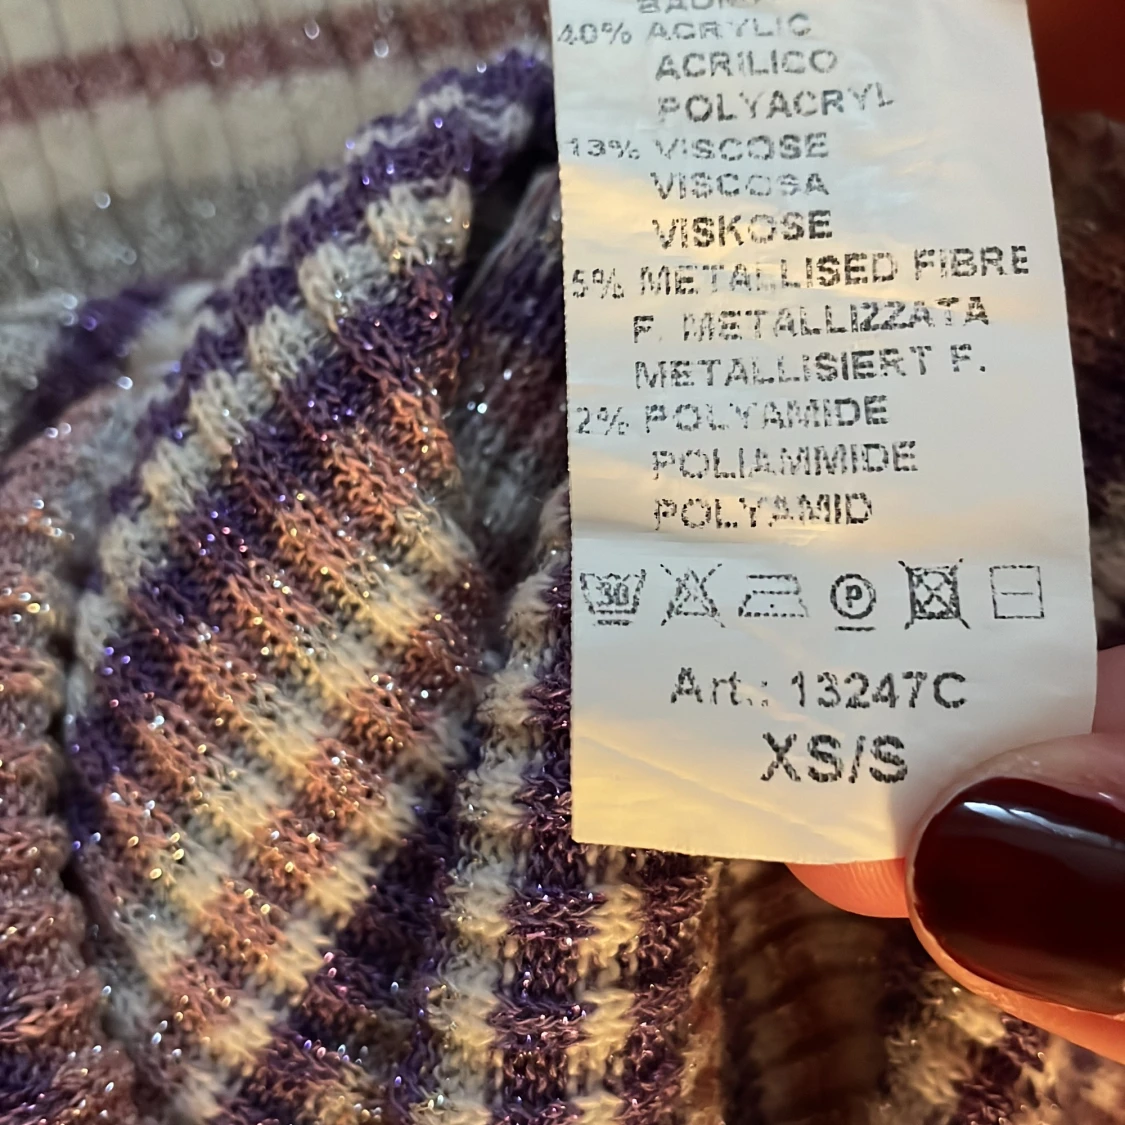 40% ACRYLIC
ACRILICO
POLYACRYL
13% VISCOSE
VISCOSA
VISKOSE
5% METALLISED FIBRE
F. METALLIZZATA
METALLISIERT F.
2% POLYAMIDE
POLIAMMIDE
POLYAMID
30 P
Art.: 13247C
XS/S